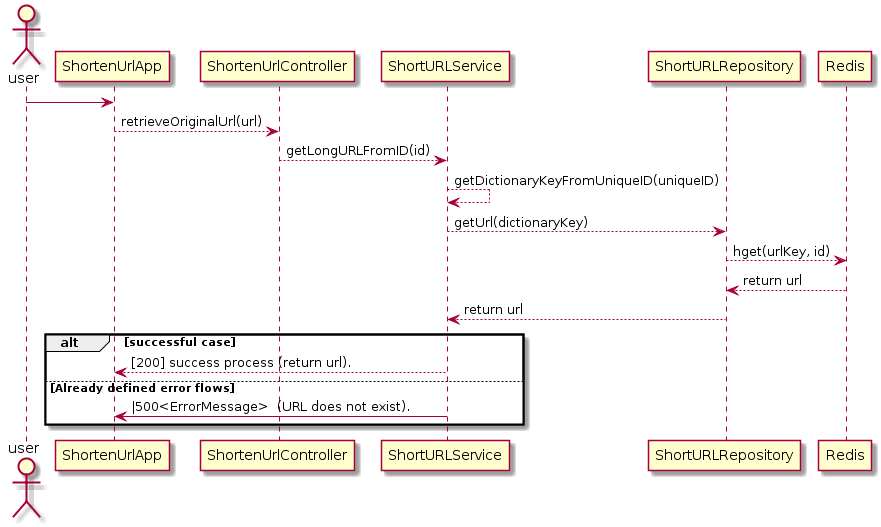 user
ShortenUrlApp
ShortenUrlController
ShortURLService
ShortURLRepository
Redis
retrieveOriginalUrl(url)
getLongURLFromID(id)
getDictionaryKeyFromUniqueID(uniqueID)
getUrl(dictionaryKey)
hget(urlKey, id)
return url
return url
alt [successful case]
[200] success process (return url).
[Already defined error flows]
|500<ErrorMessage> (URL does not exist).
user
ShortenUrlApp
ShortenUrlController
ShortURLService
ShortURLRepository
Redis